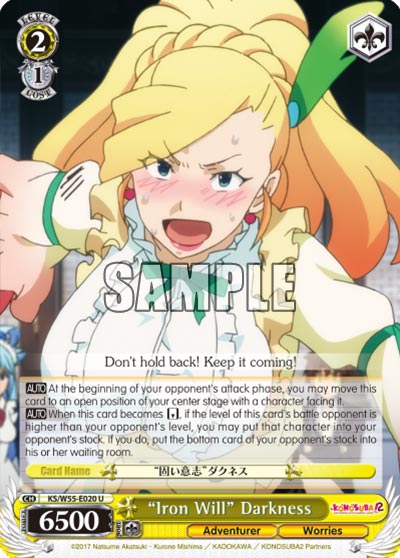 LEVEL
2
1
COST
SAMPLE
Don't hold back! Keep it coming!
AUTO At the beginning of your opponent's attack phase, you may move this
card to an open position of your center stage with a character facing it.
AUTO When this card becomes [ ], if the level of this card's battle opponent is
higher than your opponent's level, you may put that character into your
opponent's stock. If you do, put the bottom card of your opponent's stock
into his or her waiting room.
Card Name "固い意志"ダクネス
CH KS/W55-E020 U
6500
"Iron Will" Darkness
KONOSUBA 2
Adventurer Worries
©2017 Natsume Akatsuki・Kurone Mishima / KADOKAWA / KONOSUBA2 Partners